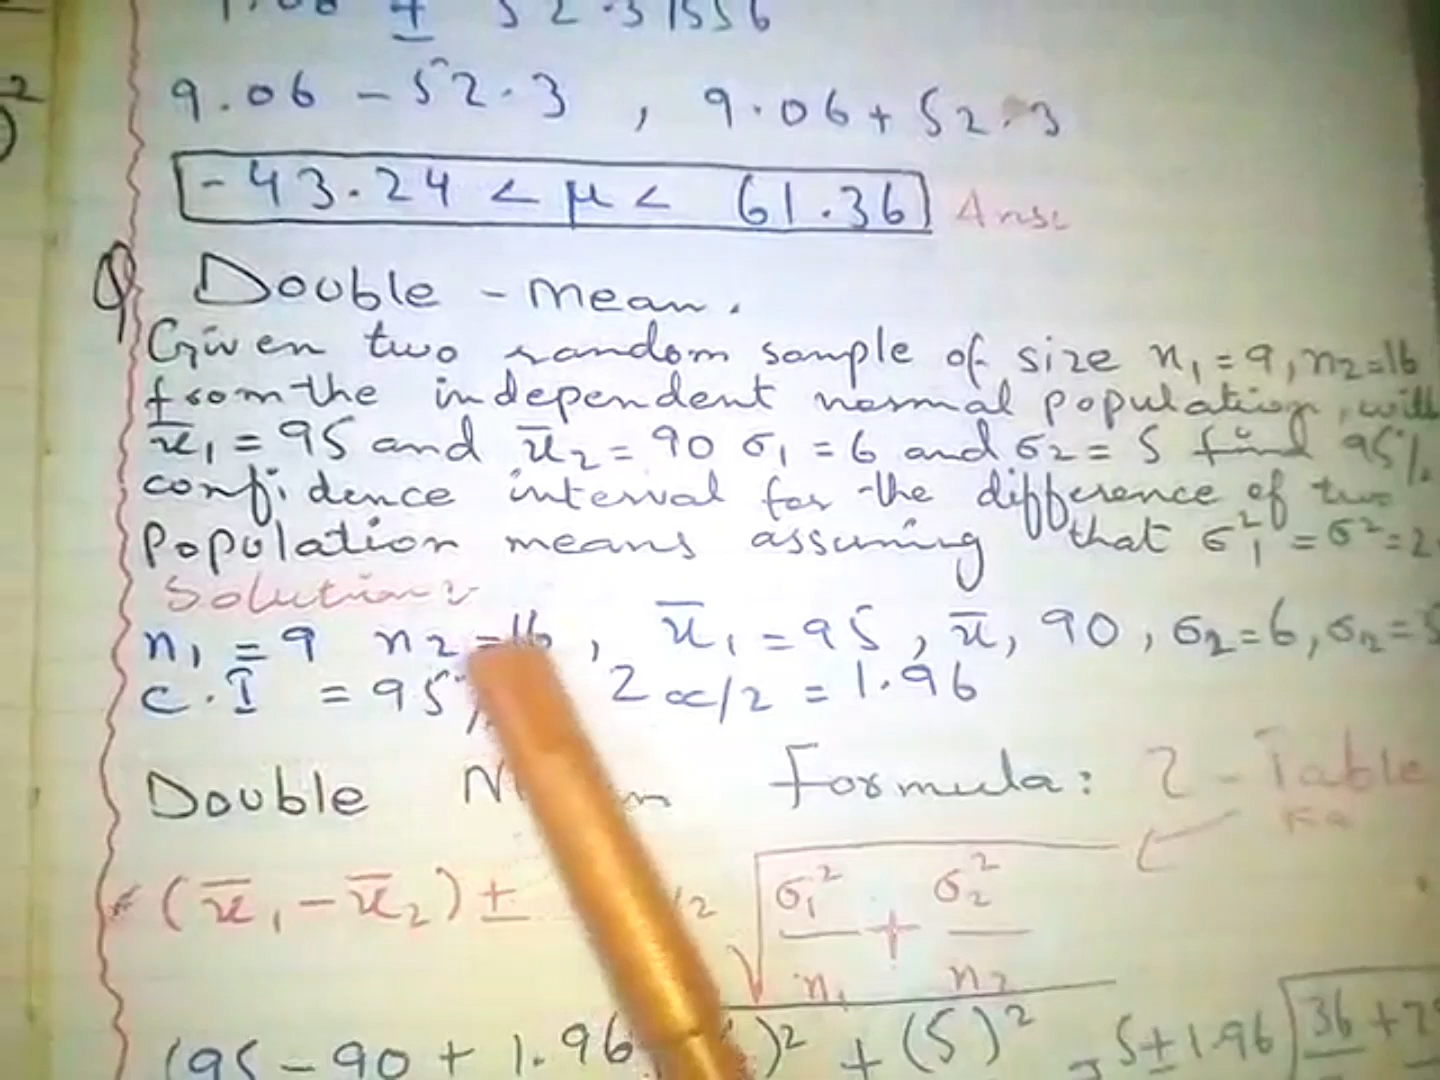 9.06 - 52.3 , 9.06 + 52.3
-43.24 < μ < 61.36 Ans
Q Double - mean.
Given two random sample of size n₁ = 9, n₂=16
from the independent normal population, with
x̄₁ = 95 and x̄₂ = 90 σ₁ = 6 and σ2 = 5 find 95%
confidence interval for the difference of two
Population means assuming that σ₁² = σ² = 2
Solution:
n₁ = 9 n2 =16 , x̄₁ = 95 , x̄, 90 , σ₂=6, =5
C.I = 95 Z ∝/2 = 1.96
Double Formula: Z - Table
(x̄₁ - x̄₂) ± /2 √ σ₁²/n₁ + σ₂²/n₂
(95 - 90 + 1.96 )² + (5)² = 5 ± 1.96 √ 36 +